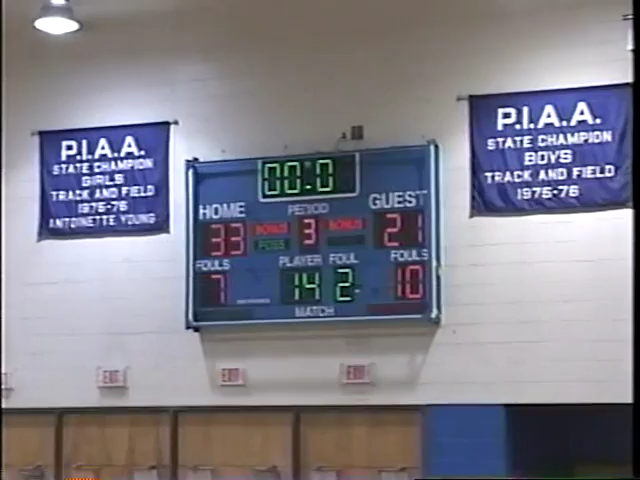 P.I.A.A.
STATE CHAMPION
GIRLS
TRACK AND FIELD
1975-76
ANTOINETTE YOUNG
P.I.A.A.
STATE CHAMPION
BOYS
TRACK AND FIELD
1975-76
00:0
HOME PERIOD GUEST
33 BONUS 3 BONUS 21
POSS
FOULS PLAYER FOUL FOULS
7 14 2 10
MATCH
EXIT EXIT EXIT